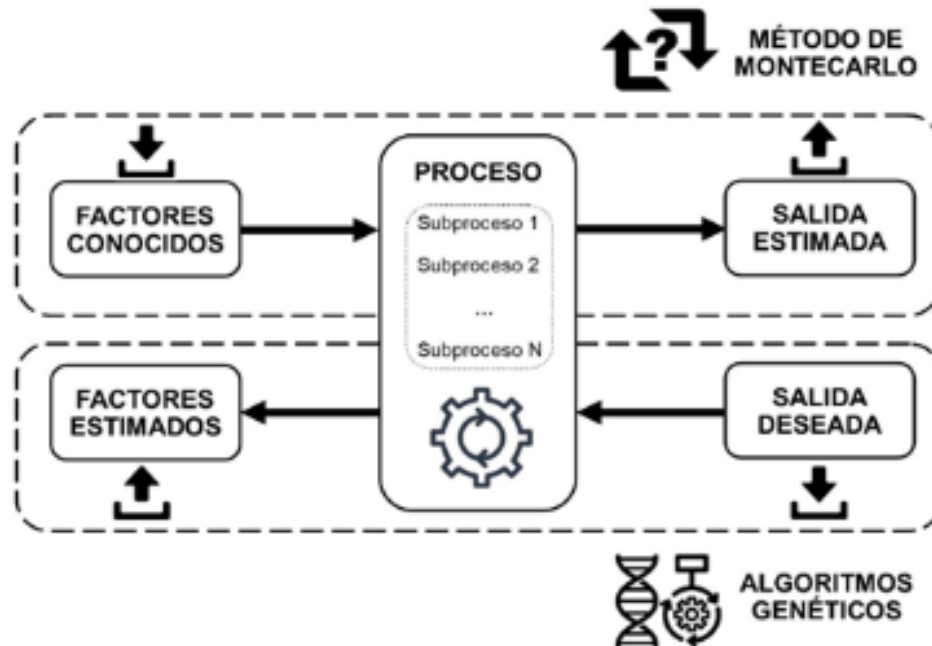 MÉTODO DE
MONTECARLO
FACTORES
CONOCIDOS
PROCESO
Subproceso 1
Subproceso 2
...
Subproceso N
SALIDA
ESTIMADA
FACTORES
ESTIMADOS
SALIDA
DESEADA
ALGORITMOS
GENÉTICOS